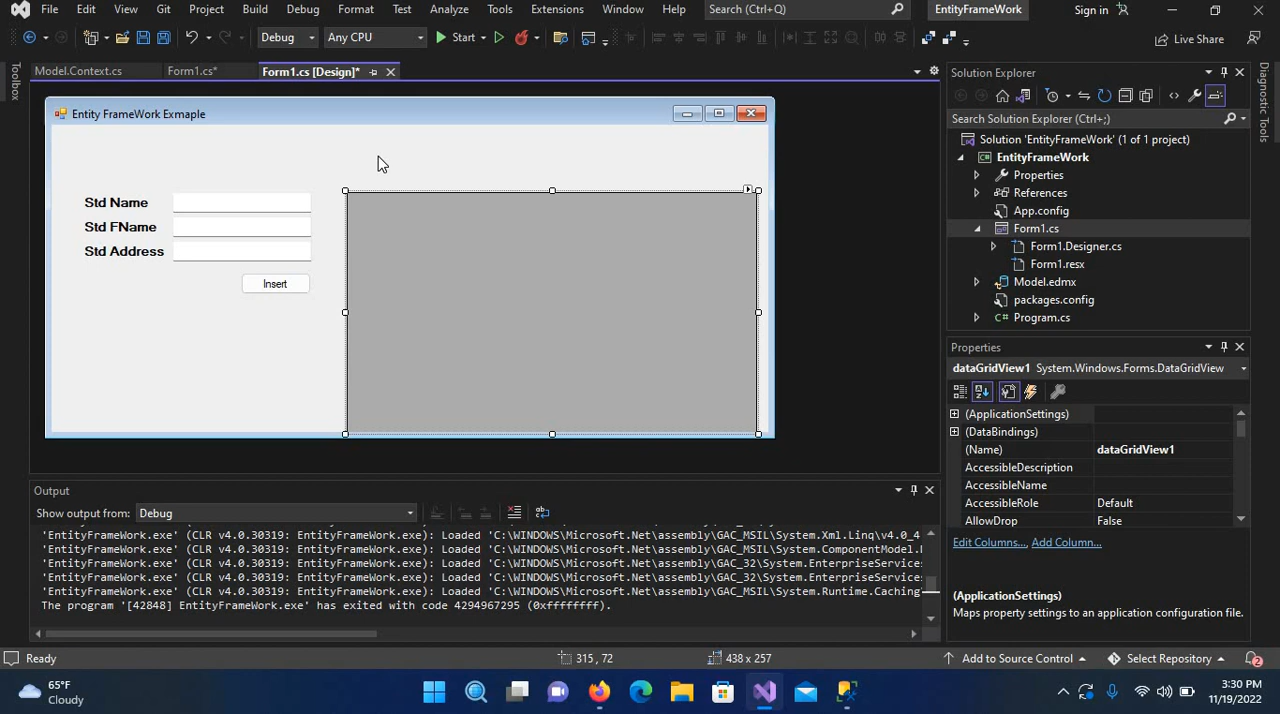 File Edit View Git Project Build Debug Format Test Analyze Tools Extensions Window Help Search (Ctrl+Q) EntityFrameWork Sign in
Debug Any CPU Start Live Share
Toolbox
Model.Context.cs Form1.cs* Form1.cs [Design]*
Entity FrameWork Exmaple
Std Name
Std FName
Std Address
Insert
Output
Show output from: Debug
'EntityFrameWork.exe' (CLR v4.0.30319: EntityFrameWork.exe): Loaded 'C:\WINDOWS\Microsoft.Net\assembly\GAC_MSIL\System.Xml.Linq\v4.0_4
'EntityFrameWork.exe' (CLR v4.0.30319: EntityFrameWork.exe): Loaded 'C:\WINDOWS\Microsoft.Net\assembly\GAC_MSIL\System.ComponentModel.
'EntityFrameWork.exe' (CLR v4.0.30319: EntityFrameWork.exe): Loaded 'C:\WINDOWS\Microsoft.Net\assembly\GAC_32\System.EnterpriseService
'EntityFrameWork.exe' (CLR v4.0.30319: EntityFrameWork.exe): Loaded 'C:\WINDOWS\Microsoft.Net\assembly\GAC_32\System.EnterpriseService
'EntityFrameWork.exe' (CLR v4.0.30319: EntityFrameWork.exe): Loaded 'C:\WINDOWS\Microsoft.Net\assembly\GAC_MSIL\System.Runtime.Caching
The program '[42848] EntityFrameWork.exe' has exited with code 4294967295 (0xffffffff).
Solution Explorer
Search Solution Explorer (Ctrl+;)
Solution 'EntityFrameWork' (1 of 1 project)
EntityFrameWork
Properties
References
App.config
Form1.cs
Form1.Designer.cs
Form1.resx
Model.edmx
packages.config
Program.cs
Properties
dataGridView1 System.Windows.Forms.DataGridView
(ApplicationSettings)
(DataBindings)
(Name) dataGridView1
AccessibleDescription
AccessibleName
AccessibleRole Default
AllowDrop False
Edit Columns..., Add Column...
(ApplicationSettings)
Maps property settings to an application configuration file.
Diagnostic Tools
Ready 315 , 72 438 x 257 Add to Source Control Select Repository 2
65°F
Cloudy
3:30 PM
11/19/2022